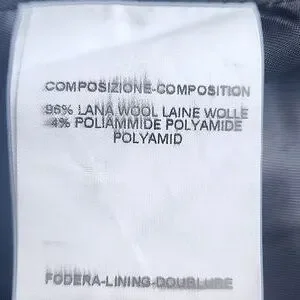 COMPOSIZIONE-COMPOSITION
96% LANA WOOL LAINE WOLLE
4% POLIAMMIDE POLYAMIDE
POLYAMID
FODERA-LINING-DOUBLURE